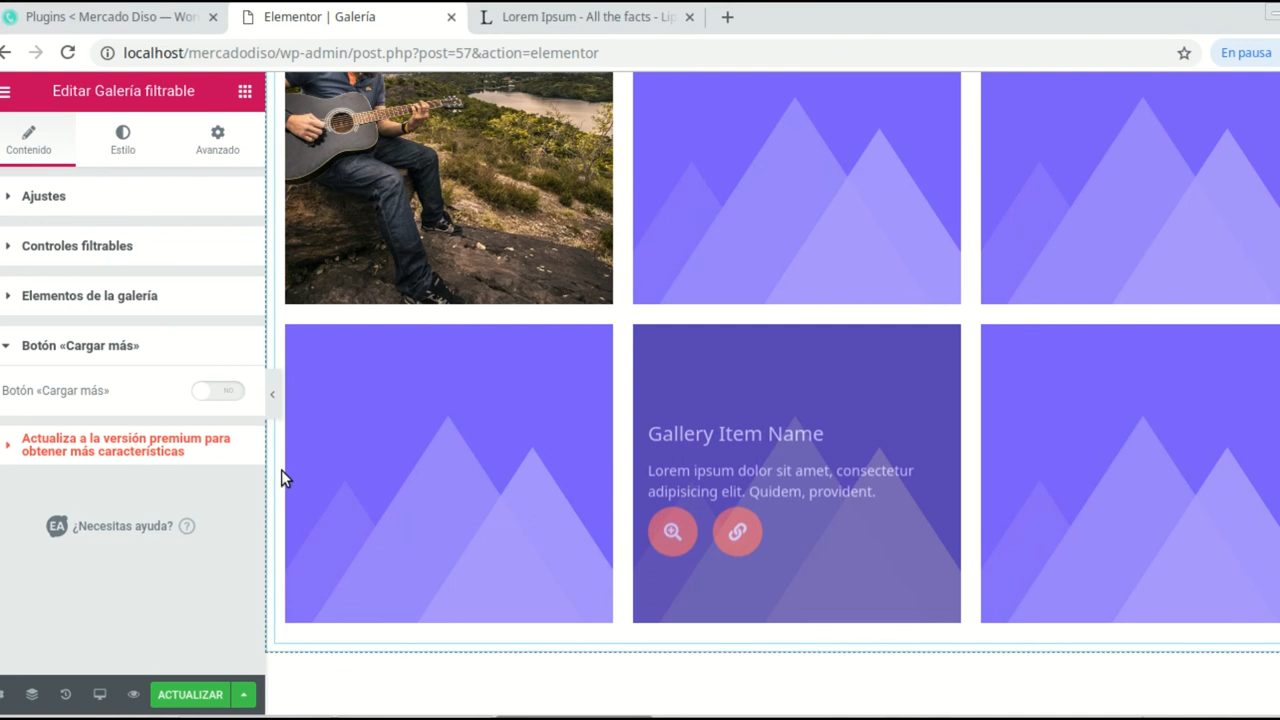 Plugins < Mercado Diso — Wor
Elementor | Galería
Lorem Ipsum - All the facts - Lip
localhost/mercadodiso/wp-admin/post.php?post=57&action=elementor
En pausa
Editar Galería filtrable
Contenido
Estilo
Avanzado
Ajustes
Controles filtrables
Elementos de la galería
Botón «Cargar más»
Botón «Cargar más»
NO
Actualiza a la versión premium para
obtener más características
EA ¿Necesitas ayuda? ?
Gallery Item Name
Lorem ipsum dolor sit amet, consectetur
adipisicing elit. Quidem, provident.
ACTUALIZAR